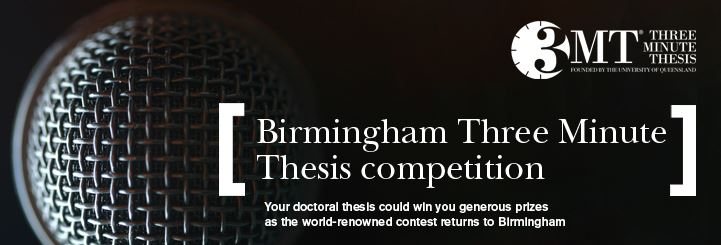 3MT® THREE
MINUTE
THESIS
FOUNDED BY THE UNIVERSITY OF QUEENSLAND
Birmingham Three Minute
Thesis competition
Your doctoral thesis could win you generous prizes
as the world-renowned contest returns to Birmingham